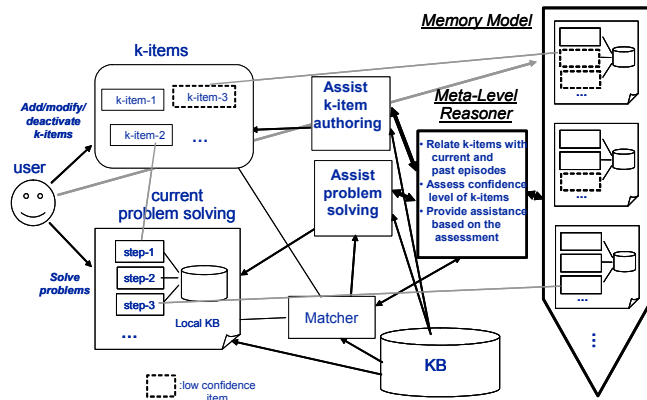 Memory Model
k-items
k-item-1
k-item-3
k-item-2
...
Add/modify/
deactivate
k-items
Assist
k-item
authoring
Meta-Level
Reasoner
• Relate k-items with
current and
past episodes
• Assess confidence
level of k-items
• Provide assistance
based on the
assessment
user
Assist
problem
solving
current
problem solving
step-1
step-2
step-3
...
Local KB
Solve
problems
Matcher
KB
:low confidence
item
...
...
...
...